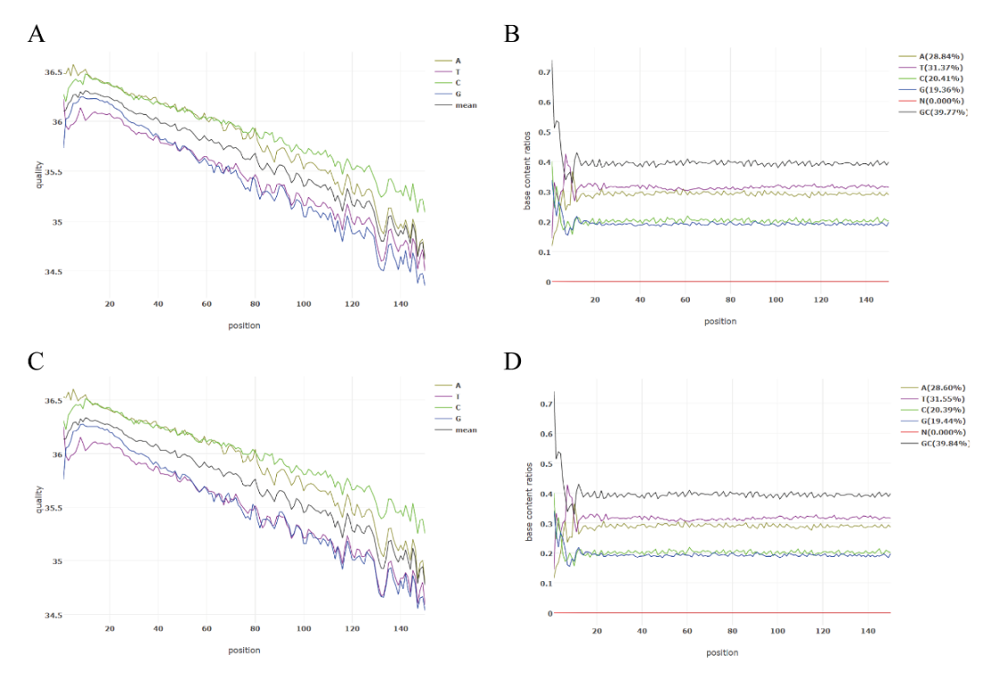 A
quality
36.5
36
35.5
35
34.5
20 40 60 80 100 120 140
position
A
T
C
G
mean
B
base content ratios
0.7
0.6
0.5
0.4
0.3
0.2
0.1
0
20 40 60 80 100 120 140
position
A(28.84%)
T(31.37%)
C(20.41%)
G(19.36%)
N(0.000%)
GC(39.77%)
C
quality
36.5
36
35.5
35
34.5
20 40 60 80 100 120 140
position
A
T
C
G
mean
D
base content ratios
0.7
0.6
0.5
0.4
0.3
0.2
0.1
0
20 40 60 80 100 120 140
position
A(28.60%)
T(31.55%)
C(20.39%)
G(19.44%)
N(0.000%)
GC(39.84%)